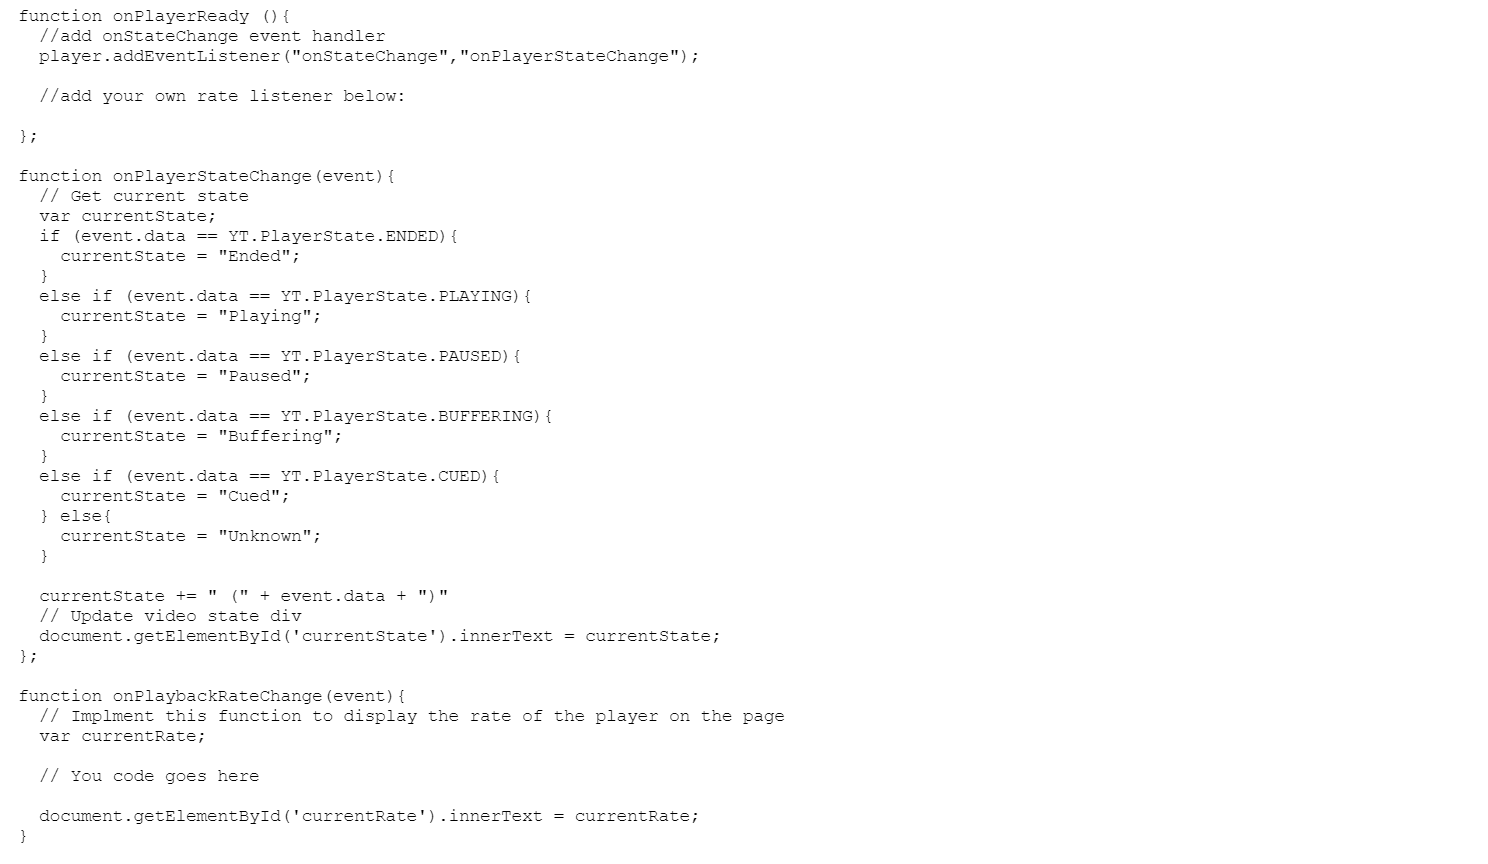 function onPlayerReady (){
//add onStateChange event handler
player.addEventListener("onStateChange","onPlayerStateChange");
//add your own rate listener below:
};
function onPlayerStateChange(event){
// Get current state
var currentState;
if (event.data == YT.PlayerState.ENDED){
currentState = "Ended";
}
else if (event.data == YT.PlayerState.PLAYING){
currentState = "Playing";
}
else if (event.data == YT.PlayerState.PAUSED){
currentState = "Paused";
}
else if (event.data == YT.PlayerState.BUFFERING){
currentState = "Buffering";
}
else if (event.data == YT.PlayerState.CUED){
currentState = "Cued";
} else{
currentState = "Unknown";
}
currentState += " (" + event.data + ")"
// Update video state div
document.getElementById('currentState').innerText = currentState;
};
function onPlaybackRateChange(event){
// Implment this function to display the rate of the player on the page
var currentRate;
// You code goes here
document.getElementById('currentRate').innerText = currentRate;
}